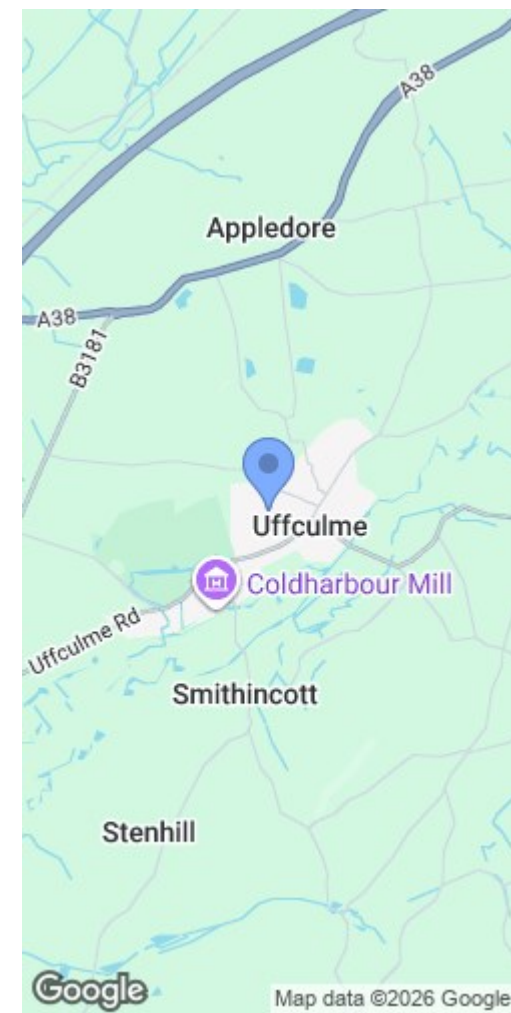 A38
Appledore
A38
B3181
Uffculme
Coldharbour Mill
Uffculme Rd
Smithincott
Stenhill
Google
Map data ©2026 Google